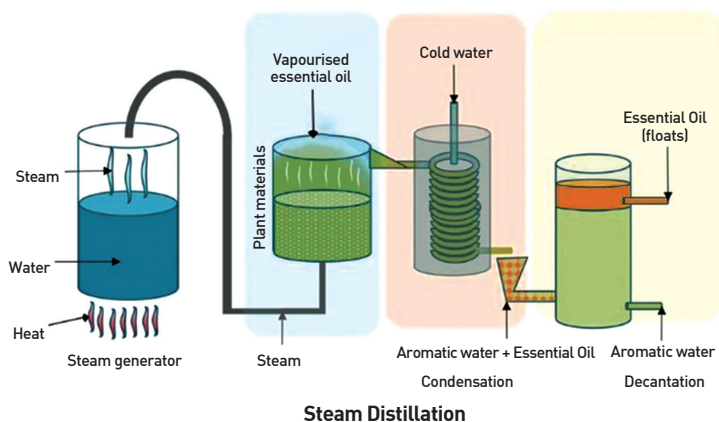 Vapourised
essential oil
Cold water
Essential Oil
(floats)
Steam
Plant materials
Water
Heat
Steam generator
Steam
Aromatic water + Essential Oil
Aromatic water
Condensation
Decantation
Steam Distillation